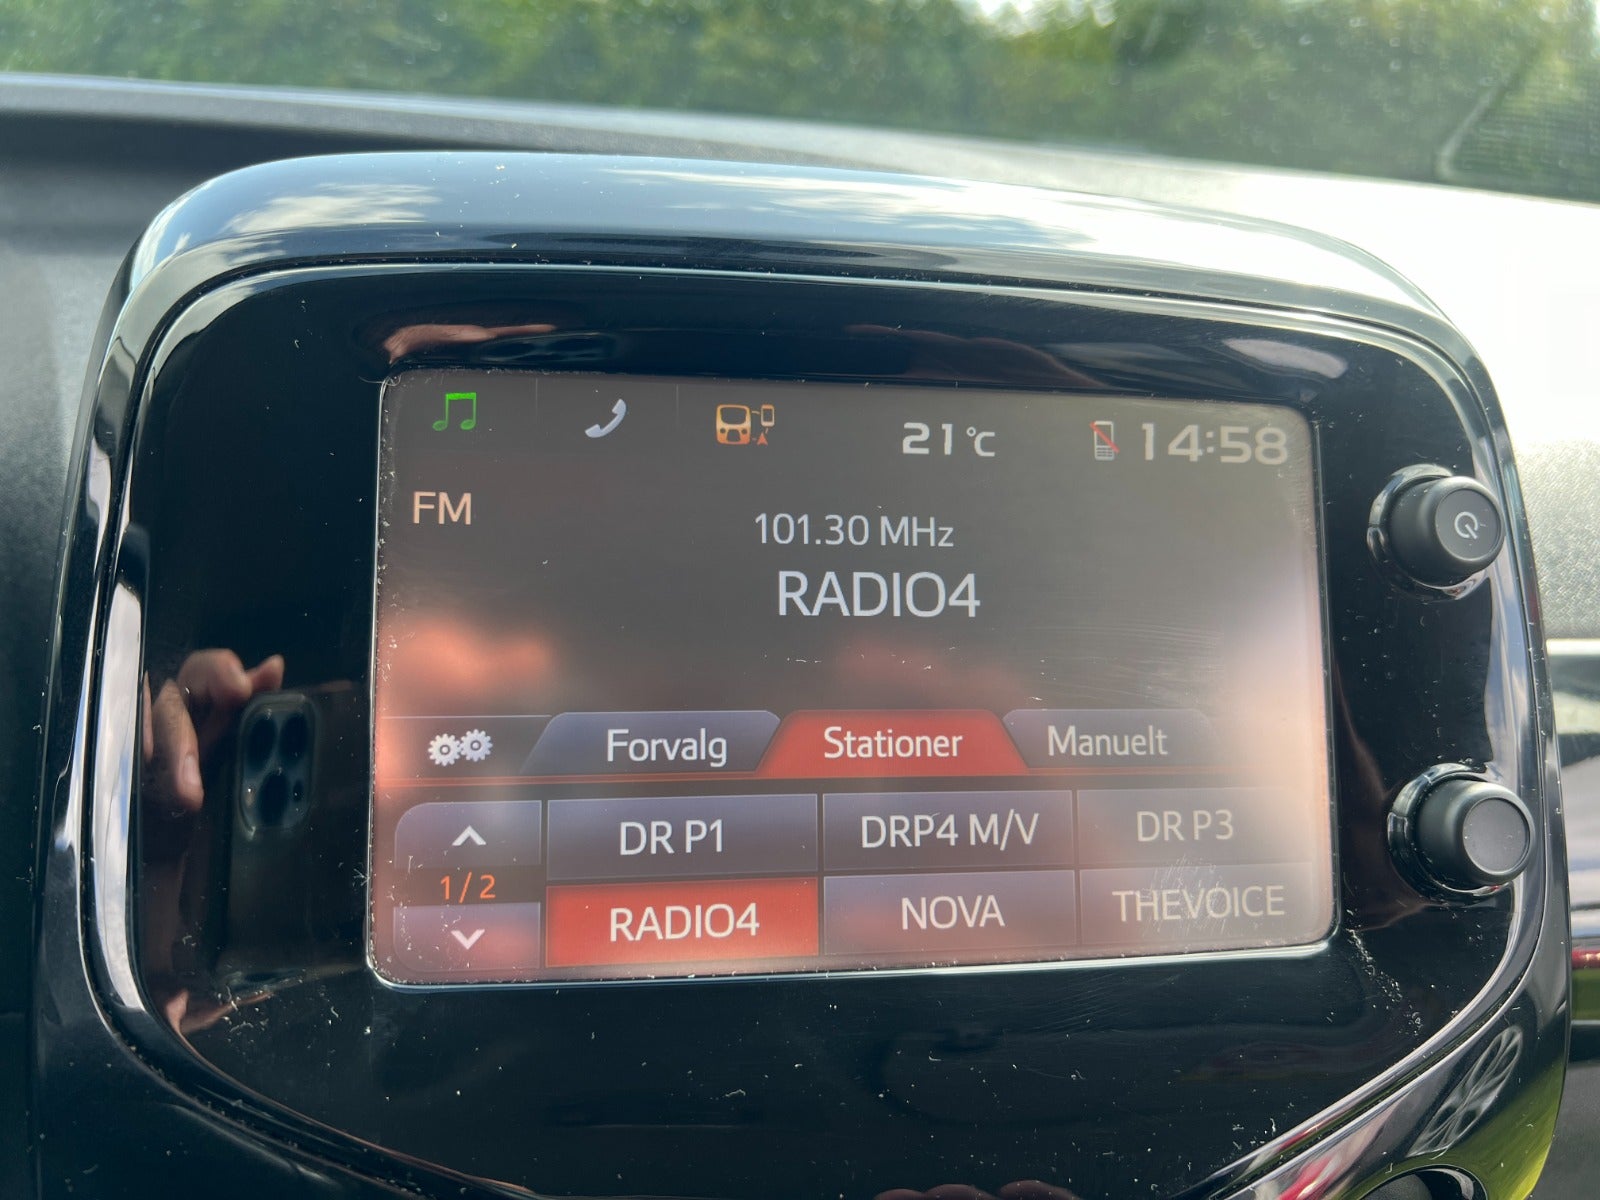 21°C 14:58
FM
101.30 MHz
RADIO4
Forvalg Stationer Manuelt
DR P1 DRP4 M/V DR P3
1/2
RADIO4 NOVA THEVOICE